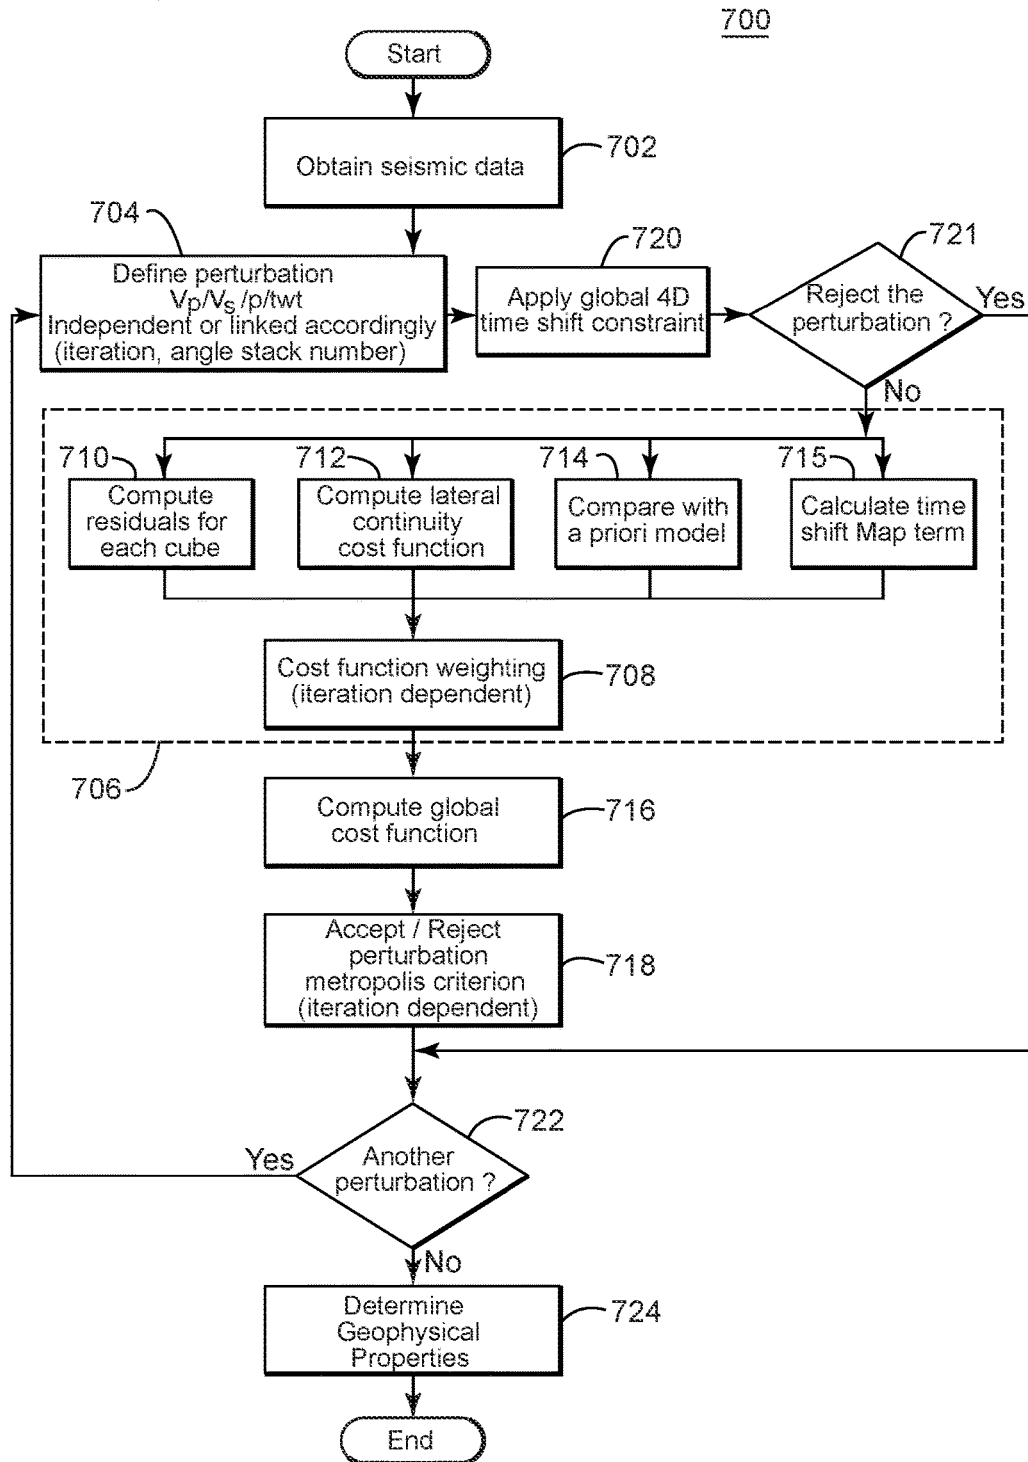 700
Start
Obtain seismic data
702
704
Define perturbation
Vp/Vs/p/twt
Independent or linked accordingly
(iteration, angle stack number)
720
Apply global 4D
time shift constraint
721
Reject the
perturbation ?
Yes
No
710
Compute
residuals for
each cube
712
Compute lateral
continuity
cost function
714
Compare with
a priori model
715
Calculate time
shift Map term
Cost function weighting
(iteration dependent)
708
706
Compute global
cost function
716
Accept / Reject
perturbation
metropolis criterion
(iteration dependent)
718
722
Another
perturbation ?
Yes
No
Determine
Geophysical
Properties
724
End